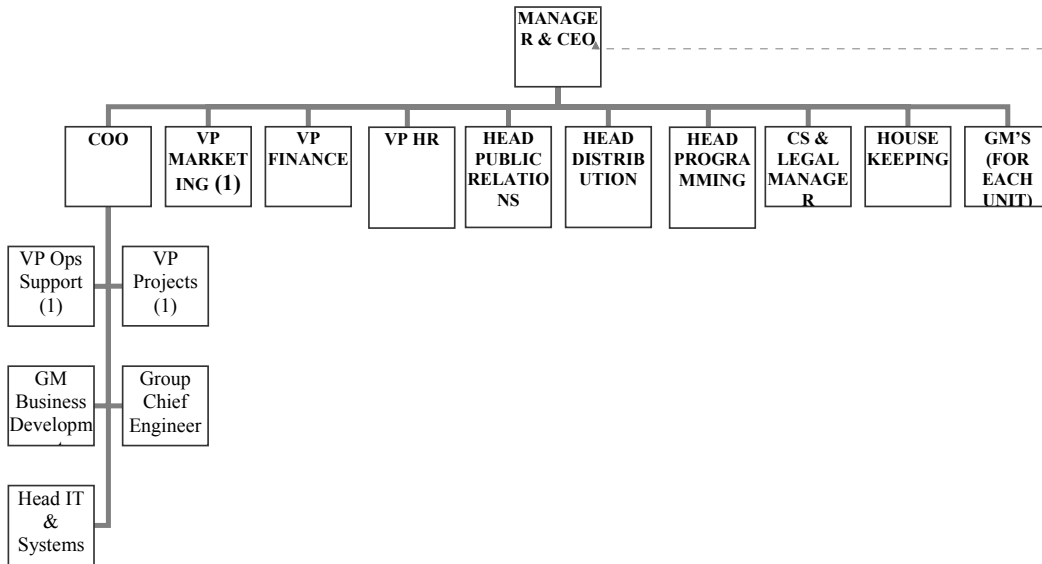 MANAGE
R & CEO
COO
VP
MARKET
ING (1)
VP
FINANCE
VP HR
HEAD
PUBLIC
RELATIO
NS
HEAD
DISTRIB
UTION
HEAD
PROGRA
MMING
CS &
LEGAL
MANAGE
R
HOUSE
KEEPING
GM'S
(FOR
EACH
UNIT)
VP Ops
Support
(1)
VP
Projects
(1)
GM
Business
Developm
Group
Chief
Engineer
Head IT
&
Systems